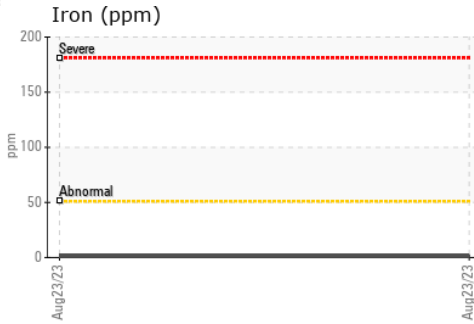 Iron (ppm)
200
Severe
150
ppm
100
Abnormal
50
0
Aug23/23
Aug23/23